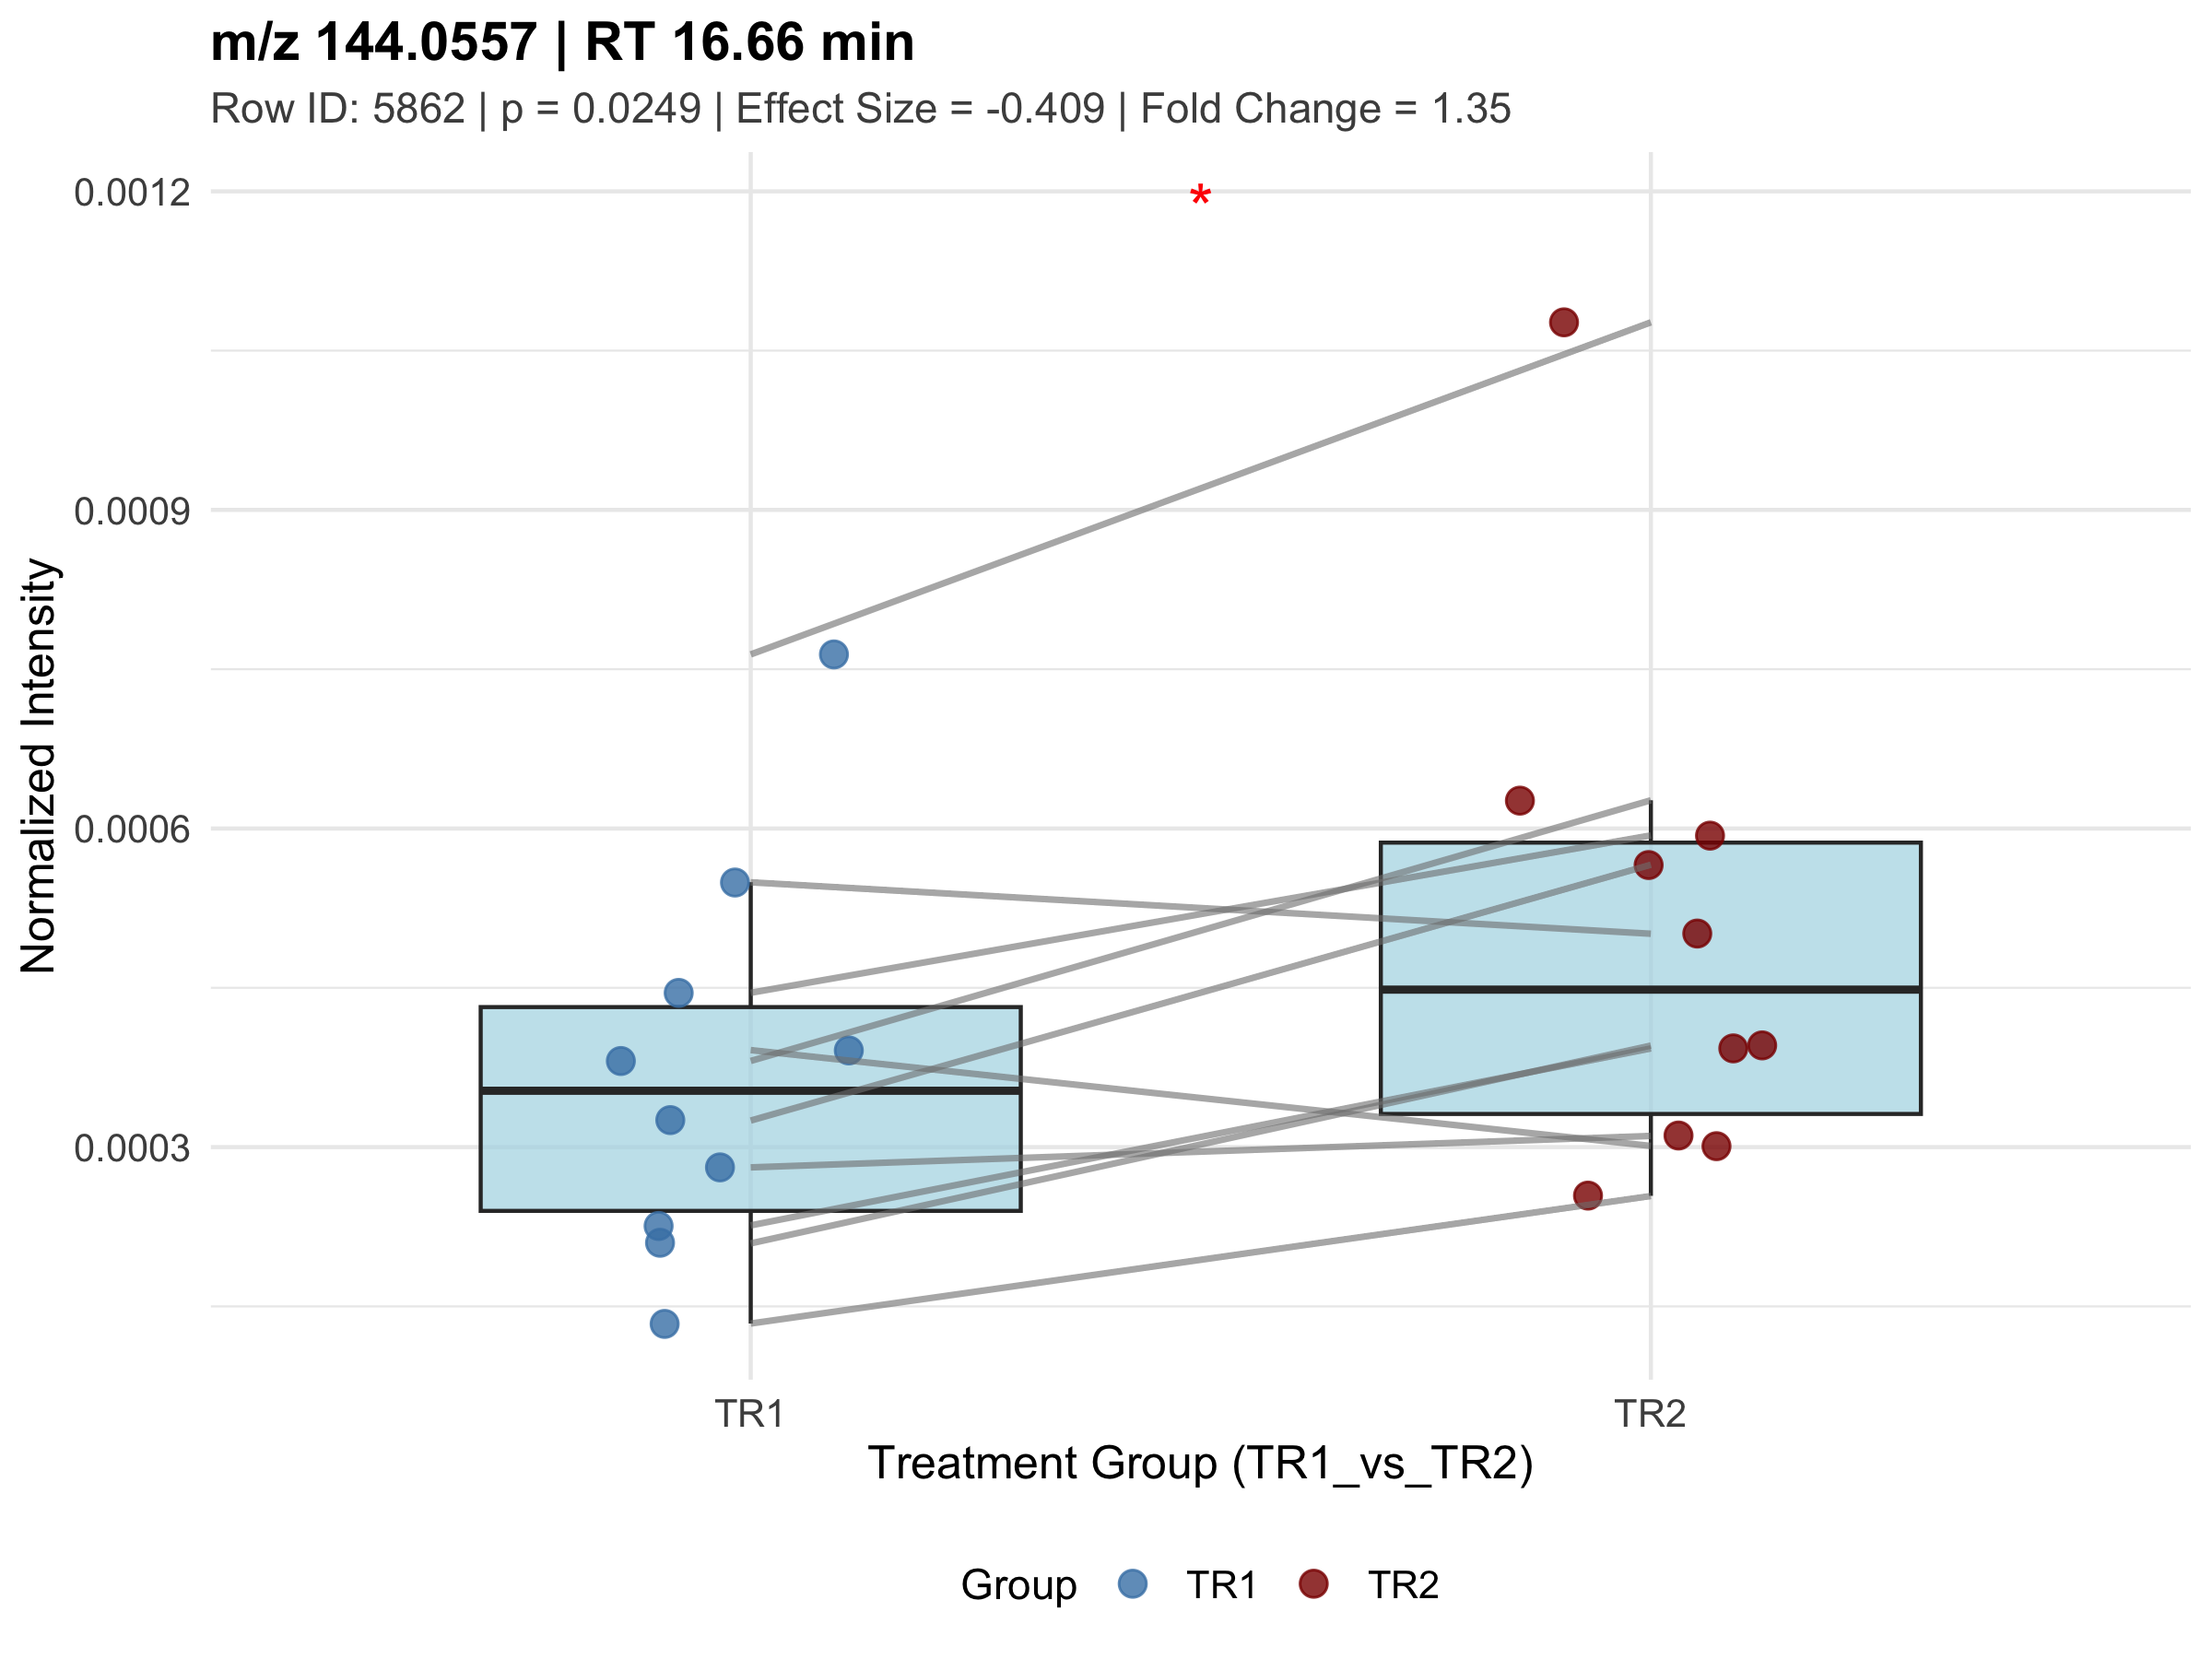 m/z 144.0557 | RT 16.66 min
Row ID: 5862 | p = 0.0249 | Effect Size = -0.409 | Fold Change = 1.35
*
0.0012
0.0009
0.0006
0.0003
Normalized Intensity
TR1
TR2
Treatment Group (TR1_vs_TR2)
Group
TR1
TR2